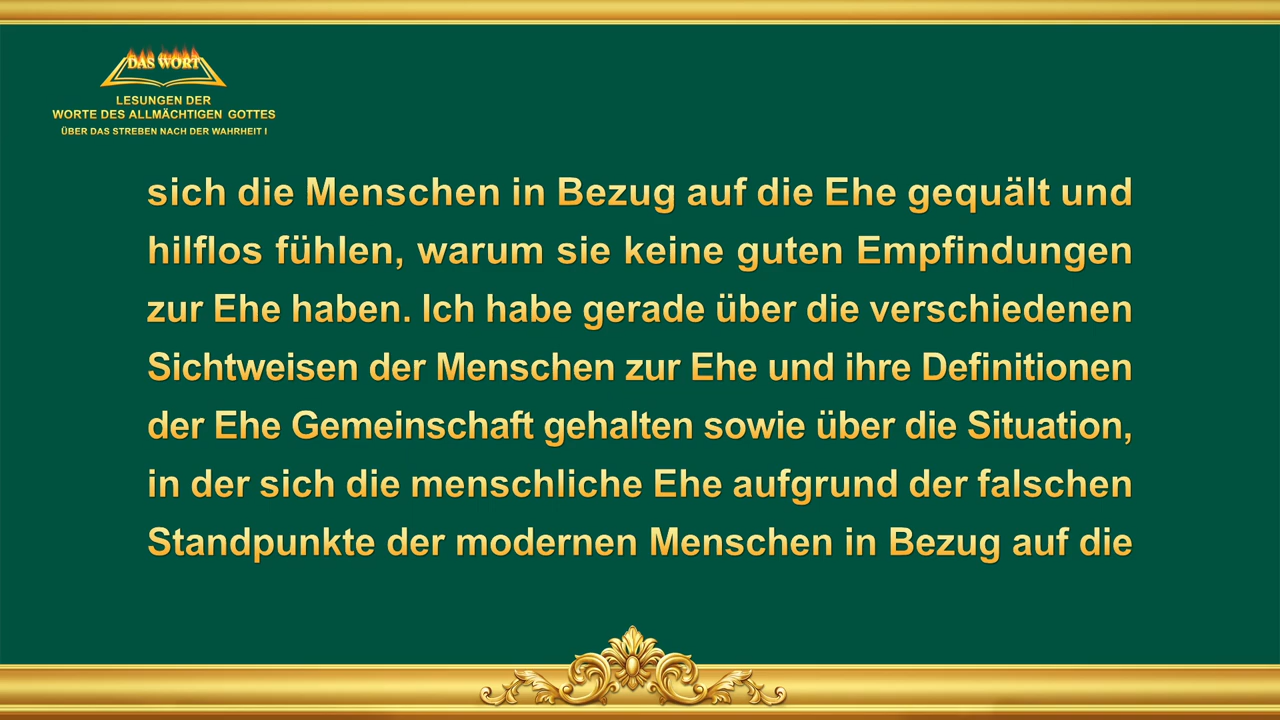 DAS WORT
LESUNGEN DER
WORTE DES ALLMÄCHTIGEN GOTTES
ÜBER DAS STREBEN NACH DER WAHRHEIT I
sich die Menschen in Bezug auf die Ehe gequält und
hilflos fühlen, warum sie keine guten Empfindungen
zur Ehe haben. Ich habe gerade über die verschiedenen
Sichtweisen der Menschen zur Ehe und ihre Definitionen
der Ehe Gemeinschaft gehalten sowie über die Situation,
in der sich die menschliche Ehe aufgrund der falschen
Standpunkte der modernen Menschen in Bezug auf die